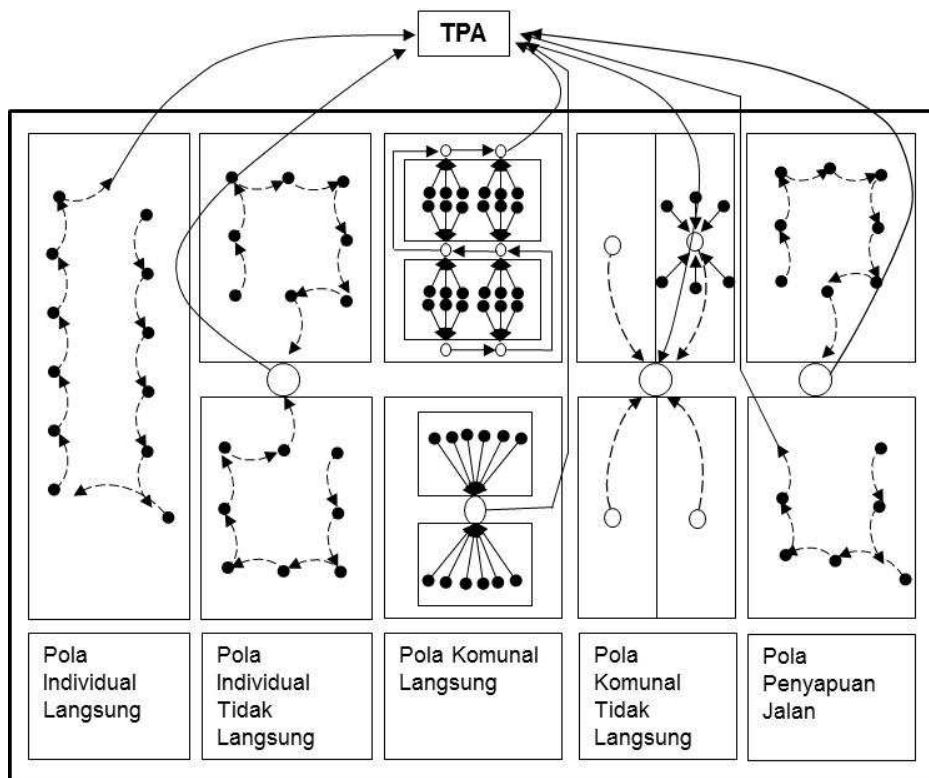 TPA
Pola
Individual
Langsung
Pola
Individual
Tidak
Langsung
Pola Komunal
Langsung
Pola
Komunal
Tidak
Langsung
Pola
Penyapuan
Jalan